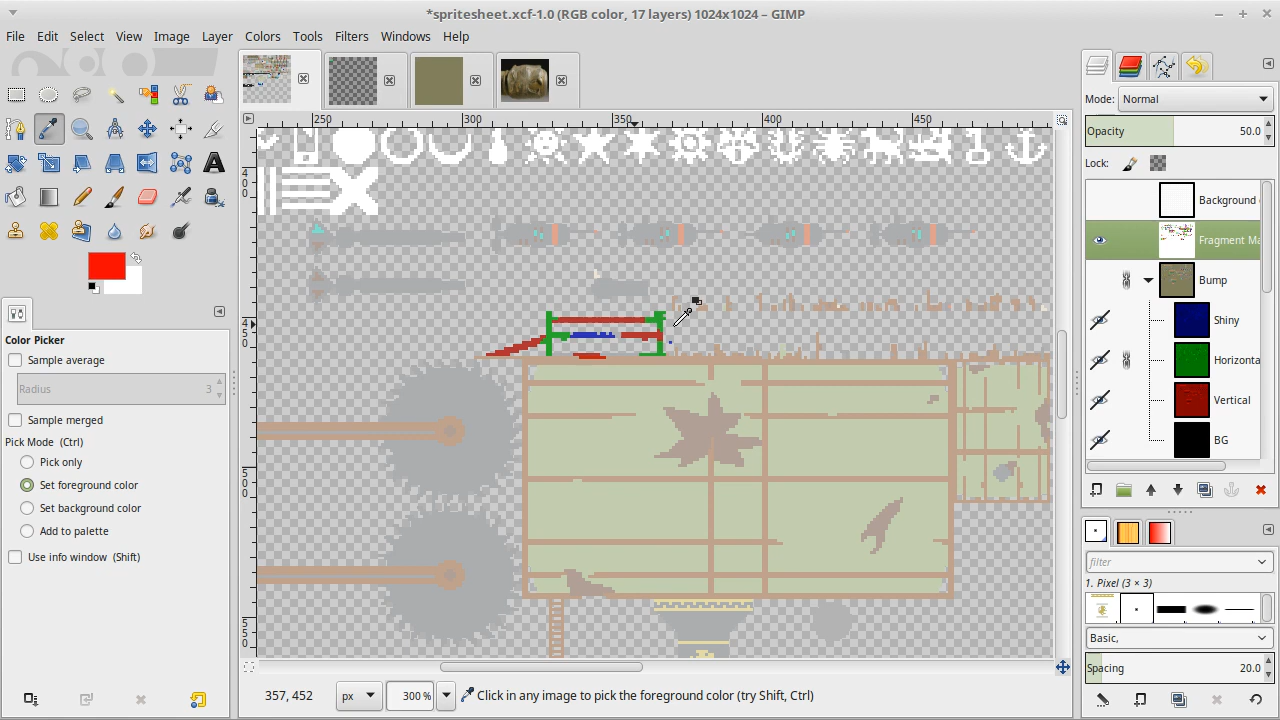 *spritesheet.xcf-1.0 (RGB color, 17 layers) 1024x1024 – GIMP
File Edit Select View Image Layer Colors Tools Filters Windows Help
Mode: Normal
Opacity 50.0
Lock:
250 300 350 400 450
400
450
500
550
Background
Fragment Ma
Bump
Shiny
Horizonta
Vertical
BG
Color Picker
Sample average
Radius 3
Sample merged
Pick Mode (Ctrl)
Pick only
Set foreground color
Set background color
Add to palette
Use info window (Shift)
filter
1. Pixel (3 × 3)
Basic,
Spacing 20.0
357, 452 px 300 % Click in any image to pick the foreground color (try Shift, Ctrl)